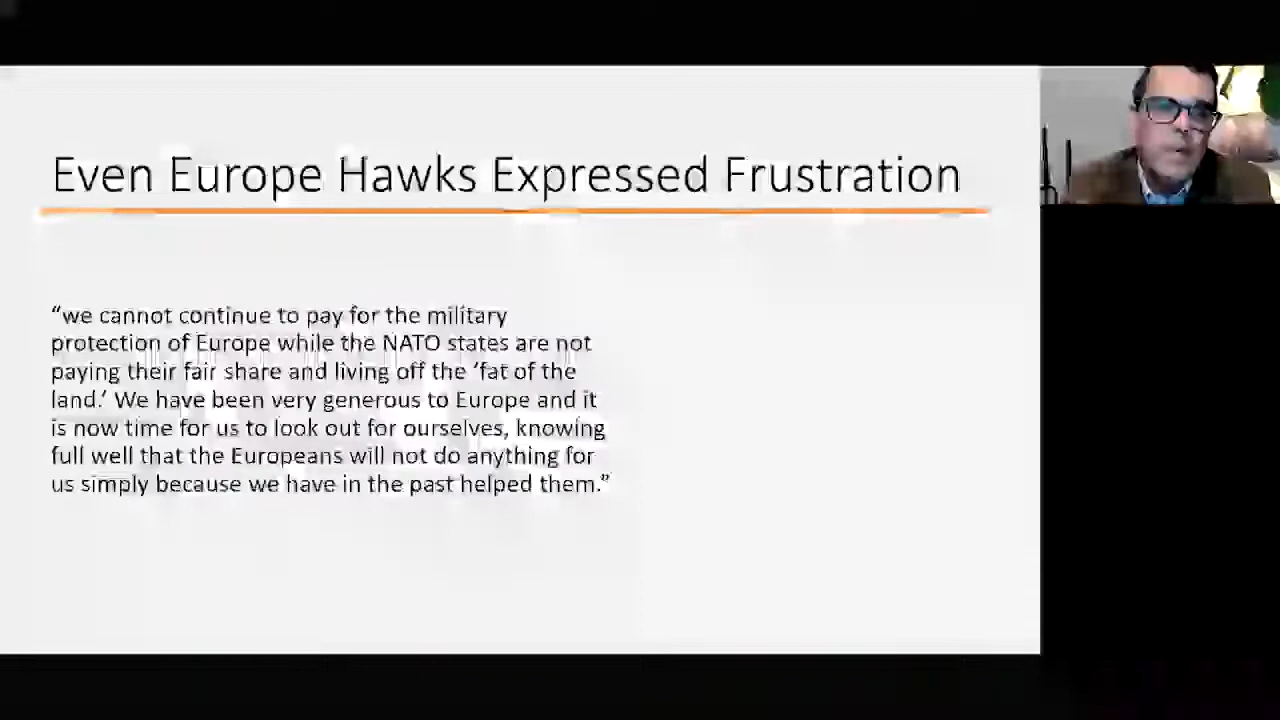 Even Europe Hawks Expressed Frustration
“we cannot continue to pay for the military
protection of Europe while the NATO states are not
paying their fair share and living off the ‘fat of the
land.’ We have been very generous to Europe and it
is now time for us to look out for ourselves, knowing
full well that the Europeans will not do anything for
us simply because we have in the past helped them.”